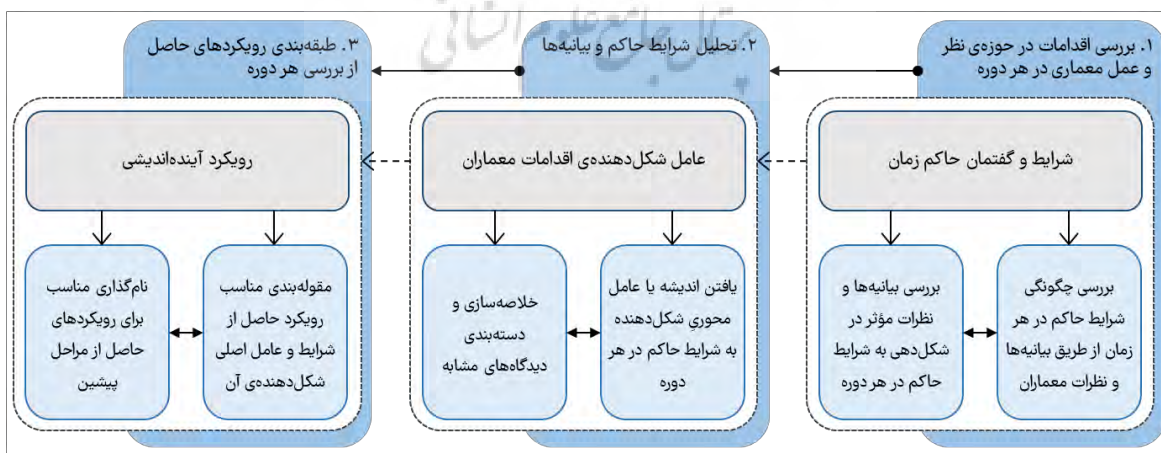 پرتال جامع علوم انسانی
۱. بررسی اقدامات در حوزه‌ی نظر
و عمل معماری در هر دوره
شرایط و گفتمان حاکم زمان
بررسی چگونگی
شرایط حاکم در هر
زمان از طریق بیانیه‌ها
و نظرات معماران
بررسی بیانیه‌ها و
نظرات مؤثر در
شکل‌دهی به شرایط
حاکم در هر دوره
۲. تحلیل شرایط حاکم و بیانیه‌ها
عامل شکل‌دهنده‌ی اقدامات معماران
یافتن اندیشه یا عامل
محوریِ شکل‌دهنده
به شرایط حاکم در هر
دوره
خلاصه‌سازی و
دسته‌بندی
دیدگاه‌های مشابه
۳. طبقه‌بندی رویکردهای حاصل
از بررسی هر دوره
رویکرد آینده‌اندیشی
مقوله‌بندی مناسب
رویکرد حاصل از
شرایط و عامل اصلی
شکل‌دهنده‌ی آن
نام‌گذاری مناسب
برای رویکردهای
حاصل از مراحل
پیشین